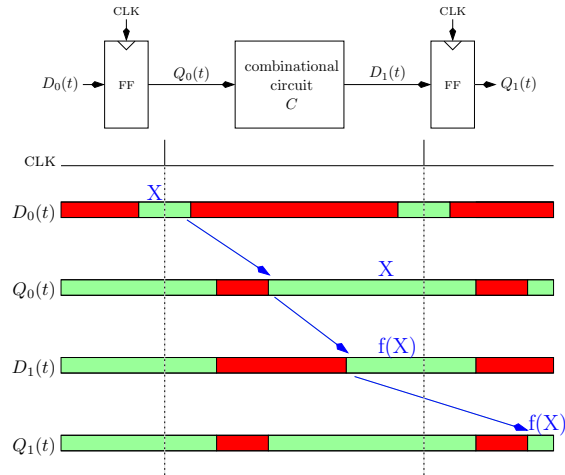 CLK CLK
D₀(t) FF Q₀(t) combinational circuit C D₁(t) FF Q₁(t)
CLK
X
D₀(t)
X
Q₀(t)
f(X)
D₁(t)
f(X)
Q₁(t)